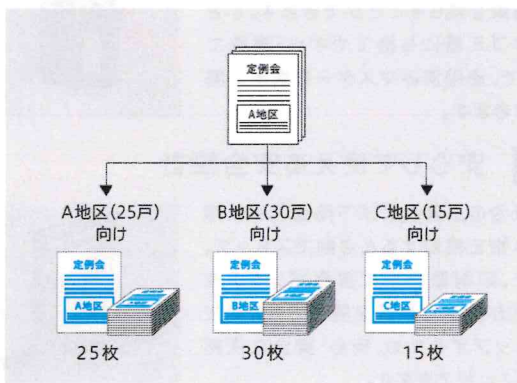 定例会
A地区
A地区(25戸)
向け
B地区(30戸)
向け
C地区(15戸)
向け
定例会
A地区
25枚
定例会
B地区
30枚
定例会
C地区
15枚